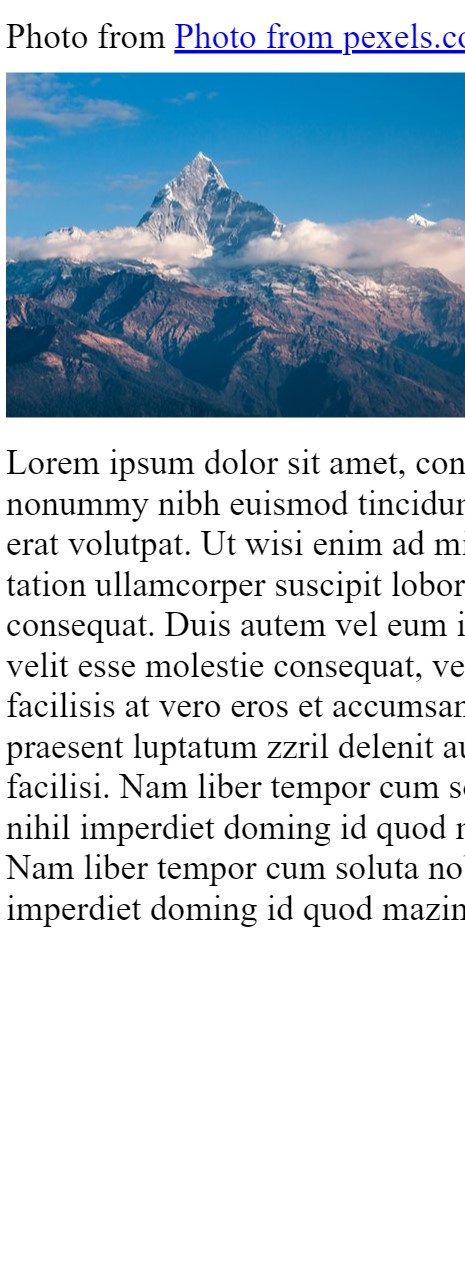 Photo from Photo from pexels.co
Lorem ipsum dolor sit amet, con
nonummy nibh euismod tincidun
erat volutpat. Ut wisi enim ad mi
tation ullamcorper suscipit lobor
consequat. Duis autem vel eum i
velit esse molestie consequat, ve
facilisis at vero eros et accumsan
praesent luptatum zzril delenit au
facilisi. Nam liber tempor cum so
nihil imperdiet doming id quod m
Nam liber tempor cum soluta nob
imperdiet doming id quod mazim